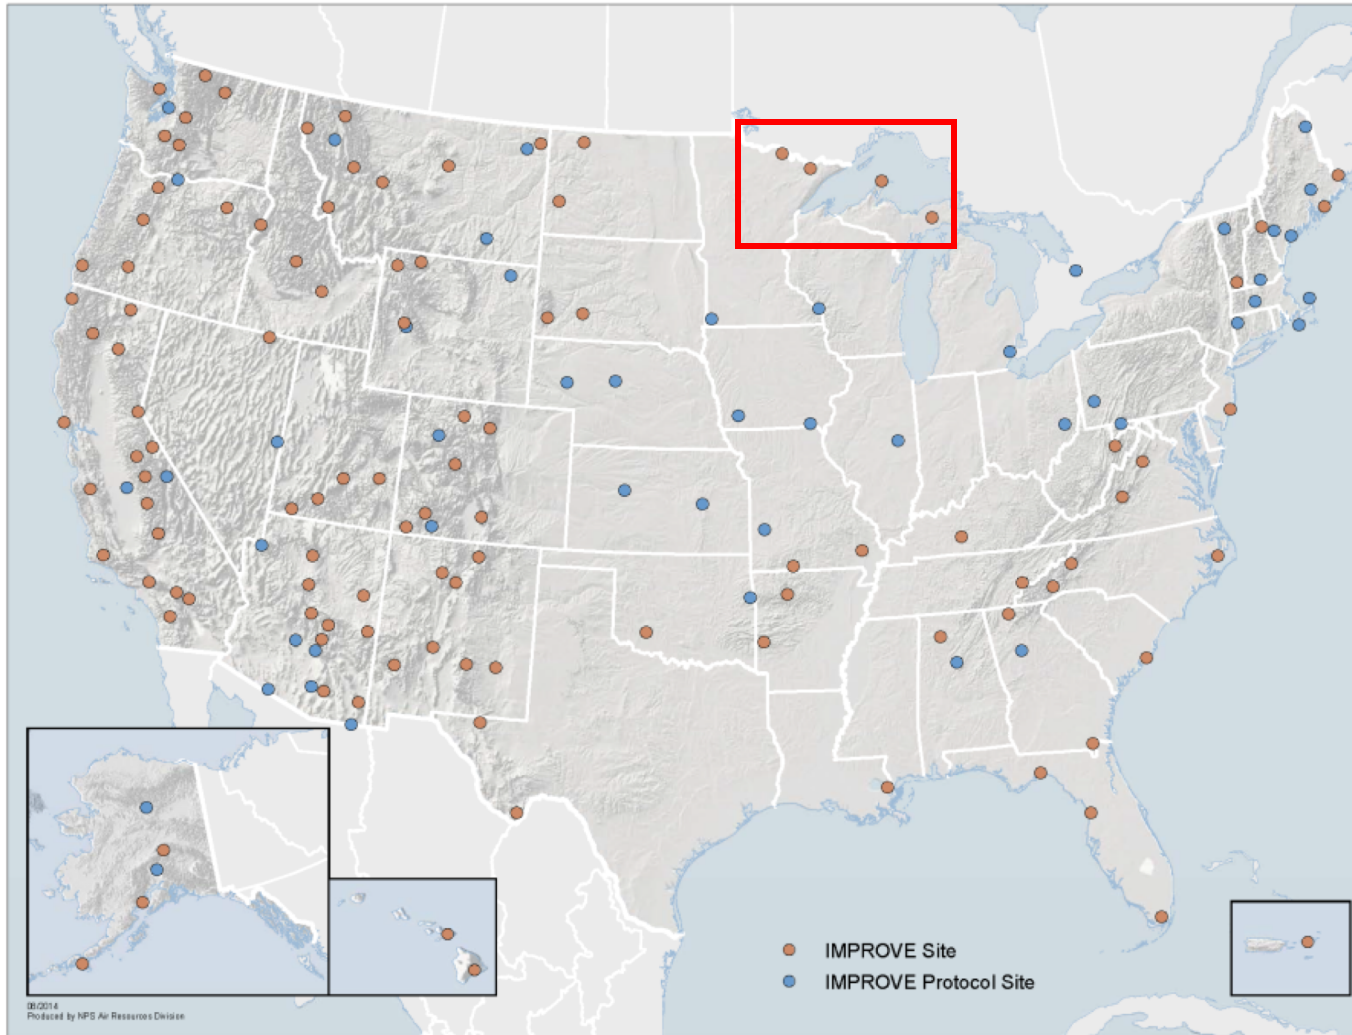 IMPROVE Site
IMPROVE Protocol Site
08/2014
Produced by NPS Air Resources Division